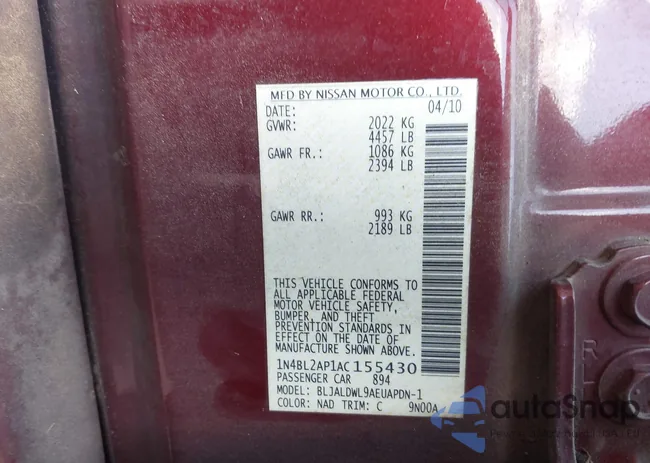 MFD BY NISSAN MOTOR CO., LTD.
DATE: 04/10
GVWR: 2022 KG
4457 LB
GAWR FR.: 1086 KG
2394 LB
GAWR RR.: 993 KG
2189 LB
THIS VEHICLE CONFORMS TO
ALL APPLICABLE FEDERAL
MOTOR VEHICLE SAFETY,
BUMPER, AND THEFT
PREVENTION STANDARDS IN
EFFECT ON THE DATE OF
MANUFACTURE SHOWN ABOVE.
1N4BL2AP1AC 155430
PASSENGER CAR 894
MODEL: BLJALDWL9AEUAPDN-1
COLOR: NAD TRIM: C 9N00A
R
L
autoSnap